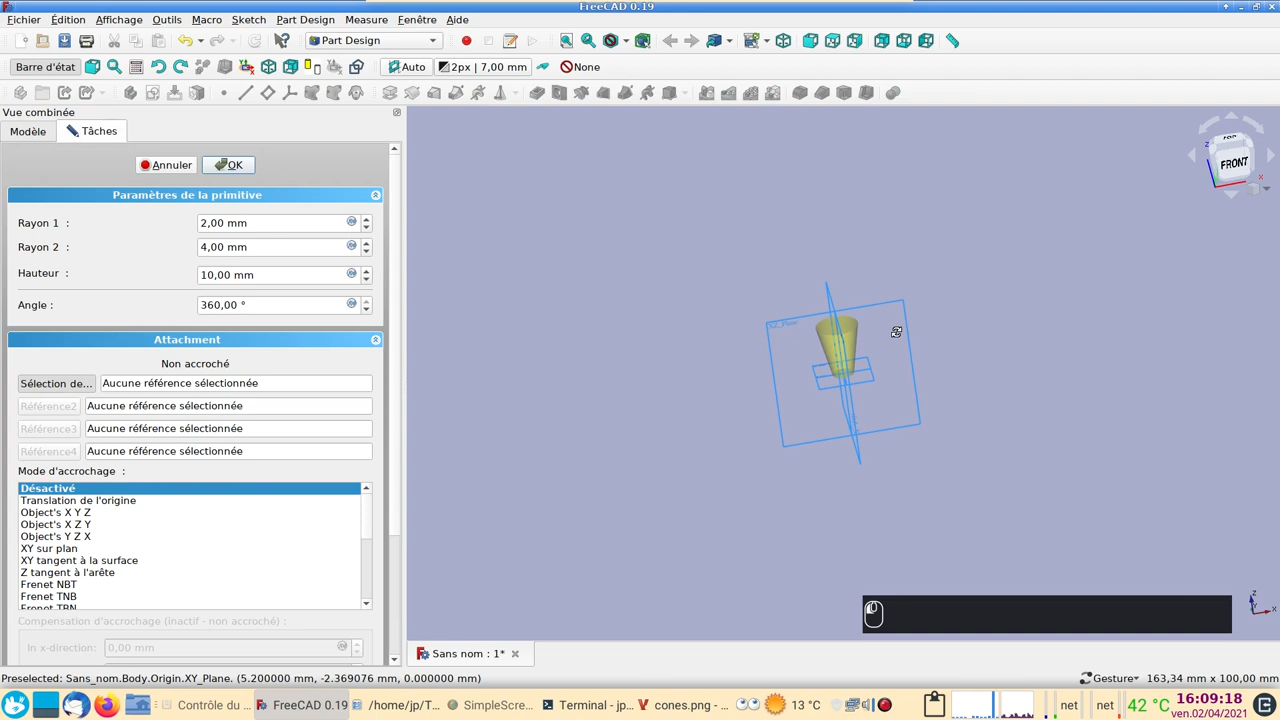 FreeCAD 0.19
Fichier Édition Affichage Outils Macro Sketch Part Design Measure Fenêtre Aide
Part Design
Barre d'état Auto 2px | 7,00 mm None
Vue combinée
Modèle Tâches
Annuler OK
Paramètres de la primitive
Rayon 1 : 2,00 mm
Rayon 2 : 4,00 mm
Hauteur : 10,00 mm
Angle : 360,00 °
Attachment
Non accroché
Sélection de... Aucune référence sélectionnée
Référence2 Aucune référence sélectionnée
Référence3 Aucune référence sélectionnée
Référence4 Aucune référence sélectionnée
Mode d'accrochage :
Désactivé
Translation de l'origine
Object's X Y Z
Object's X Z Y
Object's Y Z X
XY sur plan
XY tangent à la surface
Z tangent à l'arête
Frenet NBT
Frenet TNB
Frenet TBN
Compensation d'accrochage (inactif - non accroché) :
In x-direction: 0,00 mm
TOP
FRONT
Z
X
Z
Y
X
Sans nom : 1*
Preselected: Sans_nom.Body.Origin.XY_Plane. (5.200000 mm, -2.369076 mm, 0.000000 mm)
Gesture 163,34 mm x 100,00 mm
Contrôle du ... FreeCAD 0.19 /home/jp/T... SimpleScre... Terminal - jp... cones.png - ... 13 °C net net 42 °C 16:09:18
ven.02/04/2021